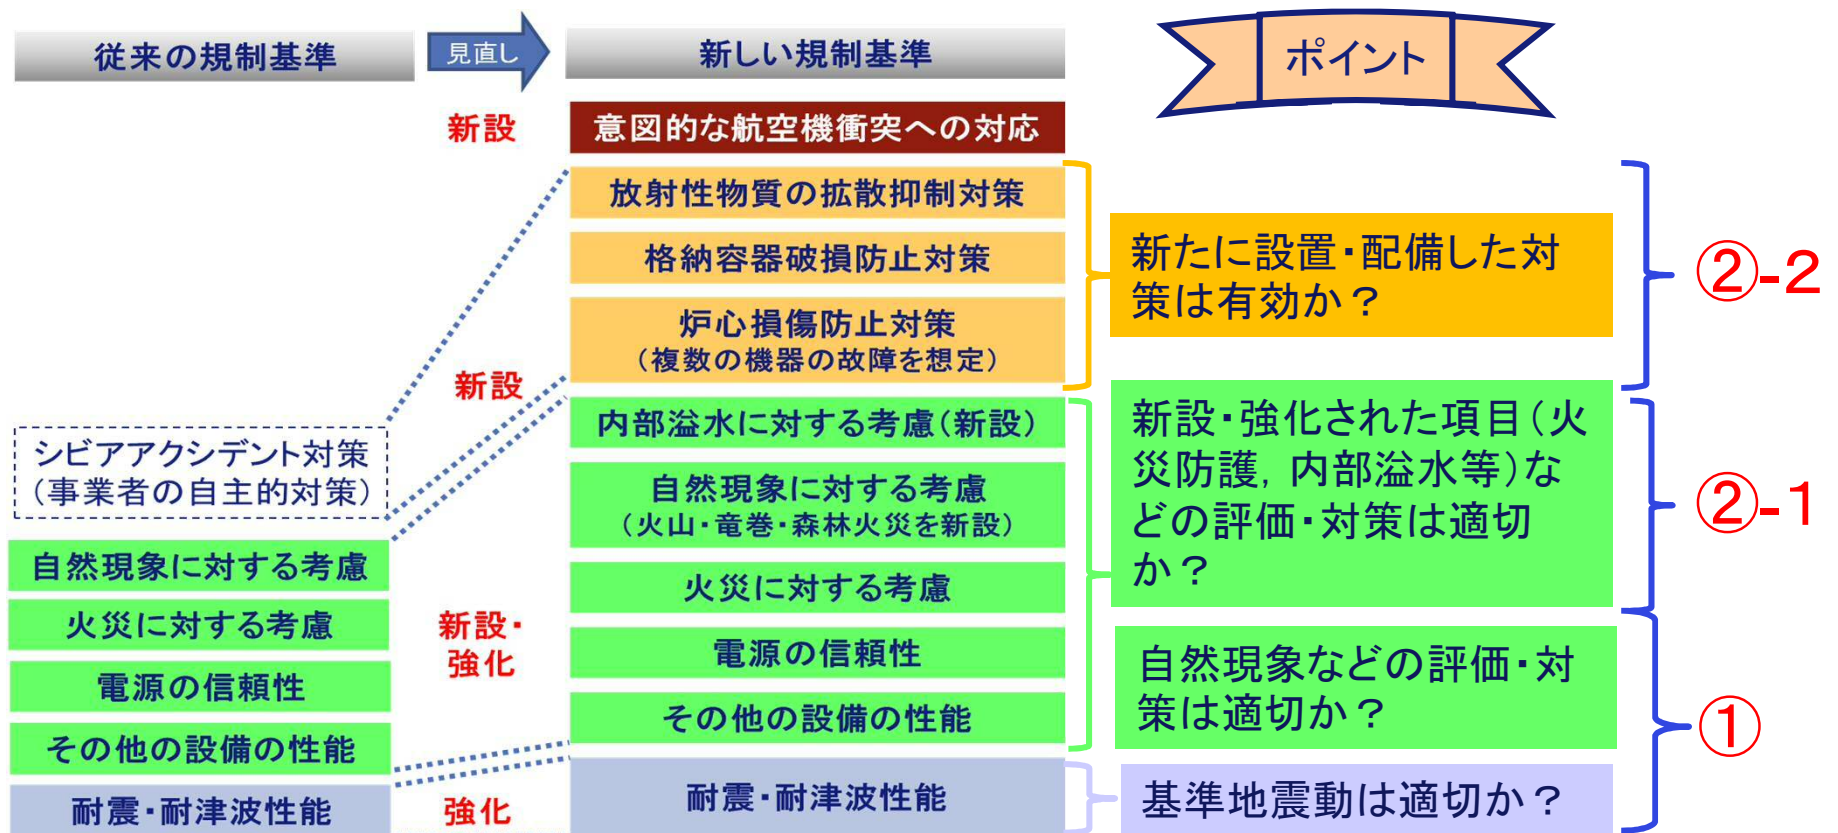 従来の規制基準
見直し
新しい規制基準
ポイント
新設
意図的な航空機衝突への対応
放射性物質の拡散抑制対策
格納容器破損防止対策
炉心損傷防止対策
（複数の機器の故障を想定）
新設
新たに設置・配備した対
策は有効か？
②-2
シビアアクシデント対策
（事業者の自主的対策）
内部溢水に対する考慮（新設）
自然現象に対する考慮
（火山・竜巻・森林火災を新設）
火災に対する考慮
電源の信頼性
その他の設備の性能
新設・強化された項目（火
災防護，内部溢水等）な
どの評価・対策は適切
か？
②-1
自然現象に対する考慮
火災に対する考慮
電源の信頼性
その他の設備の性能
新設・
強化
自然現象などの評価・対
策は適切か？
①
耐震・耐津波性能
強化
耐震・耐津波性能
基準地震動は適切か？